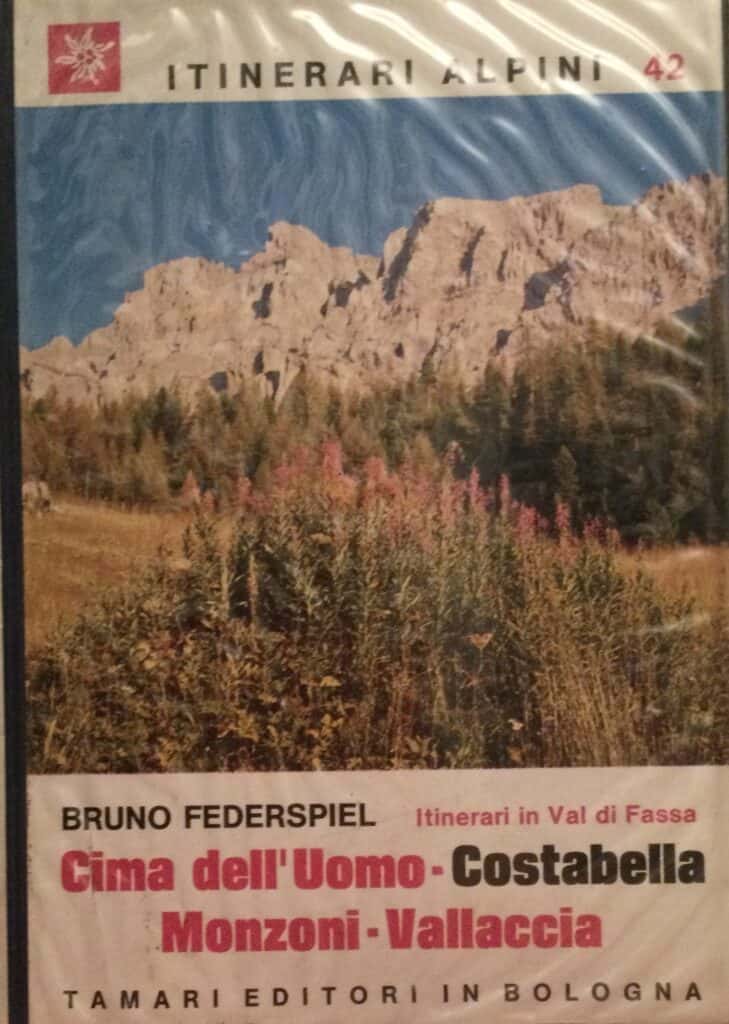 ITINERARI ALPINI 42
BRUNO FEDERSPIEL Itinerari in Val di Fassa
Cima dell'Uomo - Costabella
Monzoni - Vallaccia
TAMARI EDITORI IN BOLOGNA